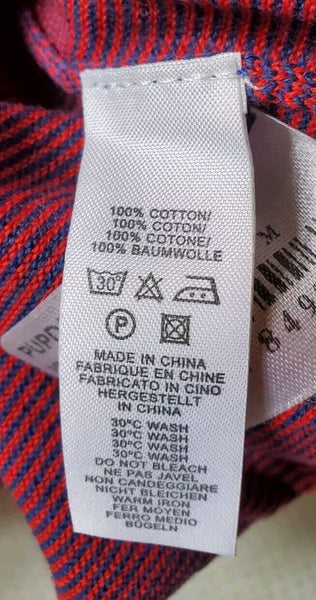 100% COTTON/
100% COTON/
100% COTONE/
100% BAUMWOLLE
30°
P
MADE IN CHINA
FABRIQUE EN CHINE
FABRICATO IN CINO
HERGESTELLT
IN CHINA
30°C WASH
30°C WASH
30°C WASH
30°C WASH
DO NOT BLEACH
NE PAS JAVEL
NON CANDEGGIARE
NICHT BLEICHEN
WARM IRON
FER MOYEN
FERRO MEDIO
BÜGELN
M
849